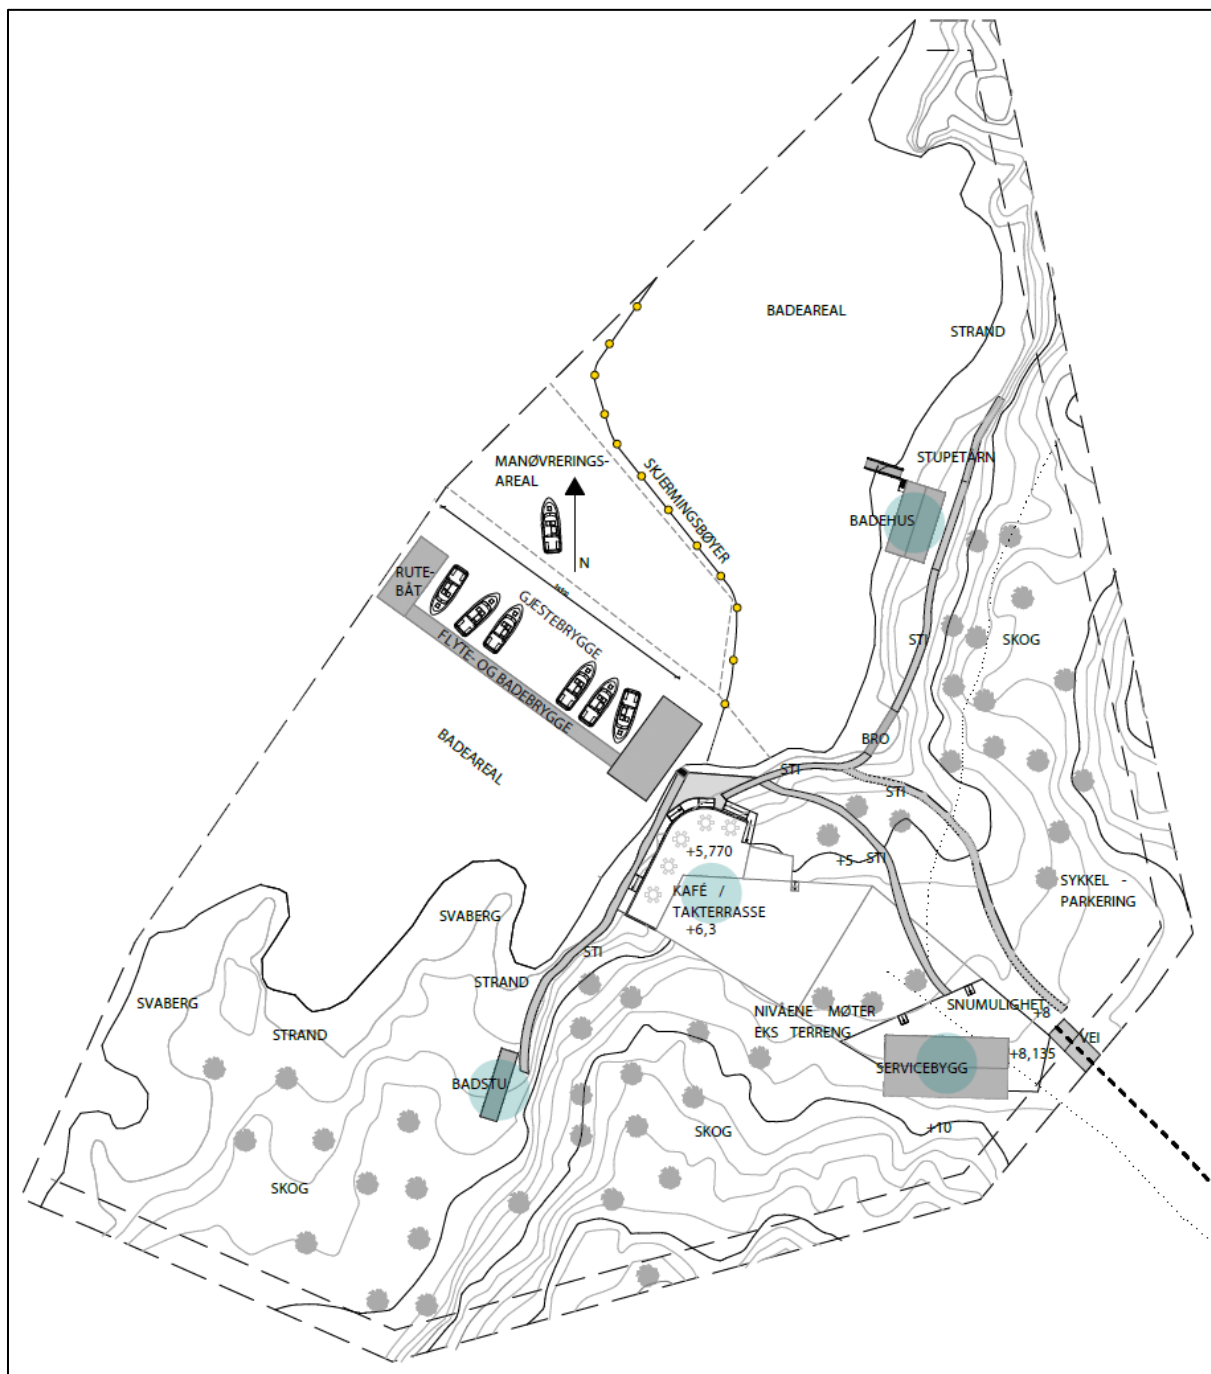 BADEAREAL
STRAND
MANØVRERINGS-
AREAL
SKJERMINGSBØYER
STUPETÅRN
BADEHUS
N
RUTE-
BÅT
GJESTEBRYGGE
FLYTE- OG BADEBRYGGE
BADEAREAL
STI
SKOG
BRO
STI
STI
+5,770
+5
STI
KAFÉ /
TAKTERRASSE
+6,3
SYKKEL -
PARKERING
SVABERG
STI
STRAND
SVABERG
STRAND
NIVÅENE MØTER
EKS TERRENG
SNUMULIGHET
+8
VEI
+8,135
SERVICEBYGG
BADSTU
+10
SKOG
SKOG